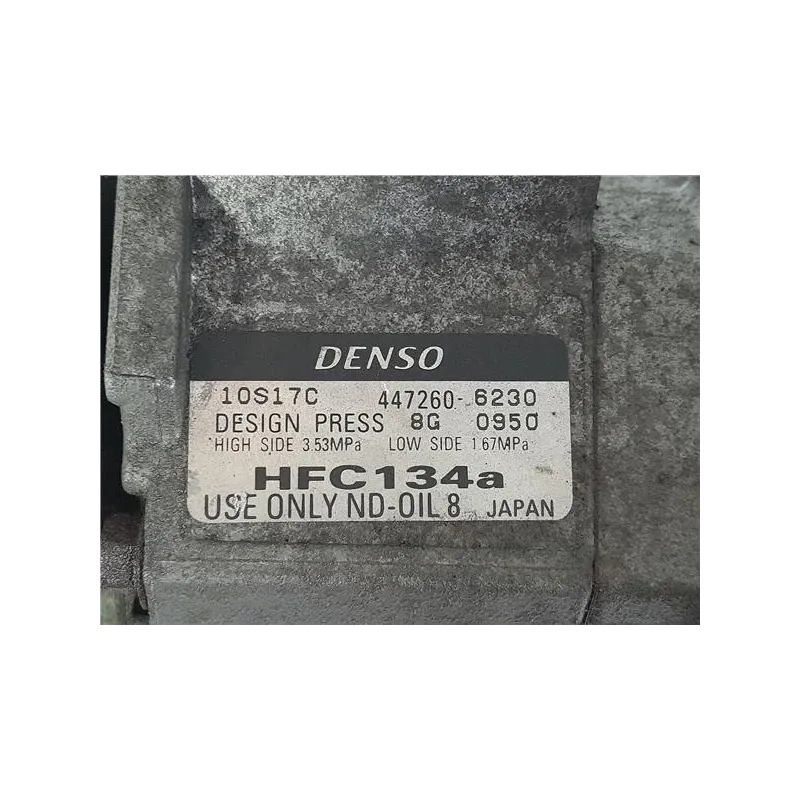 DENSO
10S17C 447260-6230
DESIGN PRESS 8G 0950
HIGH SIDE 3.53MPa LOW SIDE 1.67MPa
HFC134a
USE ONLY ND-OIL 8 JAPAN